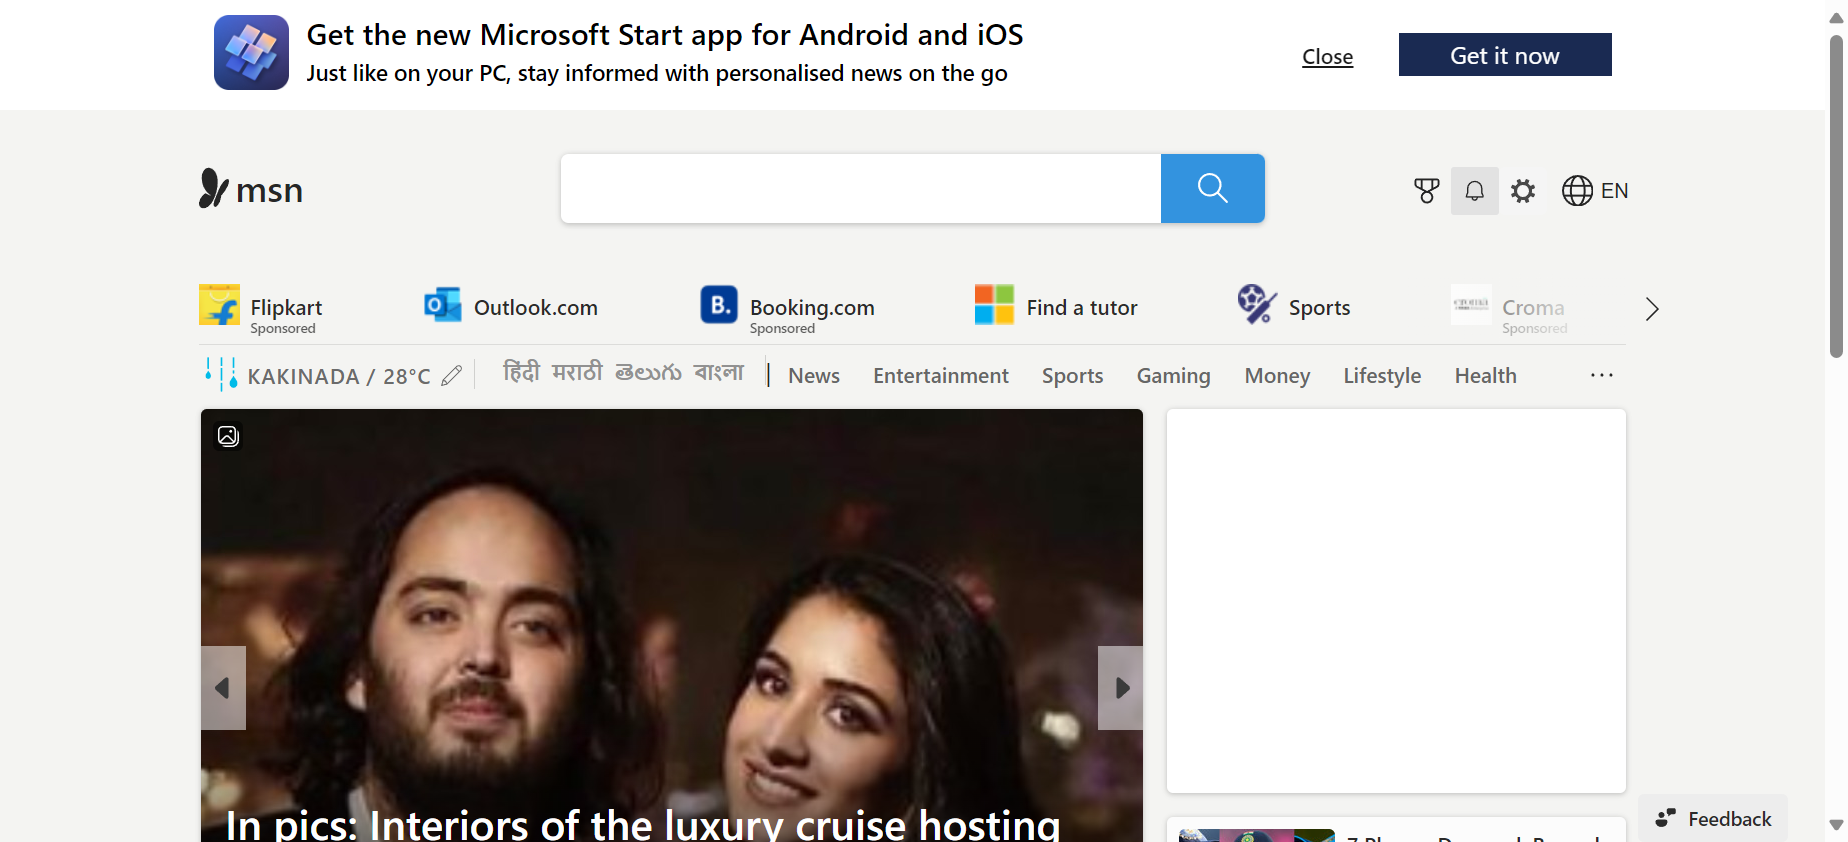 Get the new Microsoft Start app for Android and iOS
Just like on your PC, stay informed with personalised news on the go
Close
Get it now
msn
EN
Flipkart
Sponsored
Outlook.com
B.
Booking.com
Sponsored
Find a tutor
Sports
croma
Croma
Sponsored
KAKINADA / 28°C
हिंदी मराठी తెలుగు বাংলা
News Entertainment Sports Gaming Money Lifestyle Health
In pics: Interiors of the luxury cruise hosting
Feedback